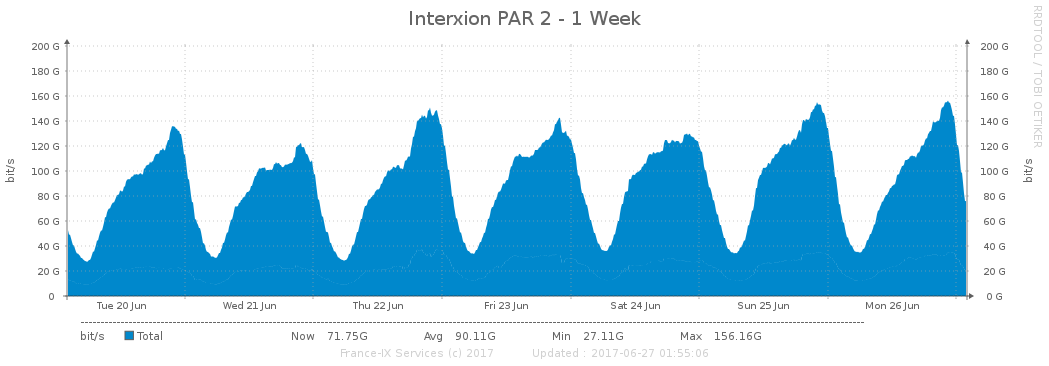 Interxion PAR 2 - 1 Week
RRDTOOL / TOBI OETIKER
bit/s
200 G 200 G
180 G 180 G
160 G 160 G
140 G 140 G
120 G 120 G
100 G 100 G
80 G 80 G
60 G 60 G
40 G 40 G
20 G 20 G
0 0 G
bit/s
Tue 20 Jun Wed 21 Jun Thu 22 Jun Fri 23 Jun Sat 24 Jun Sun 25 Jun Mon 26 Jun
bit/s Total Now 71.75G Avg 90.11G Min 27.11G Max 156.16G
France-IX Services (c) 2017 Updated : 2017-06-27 01:55:06